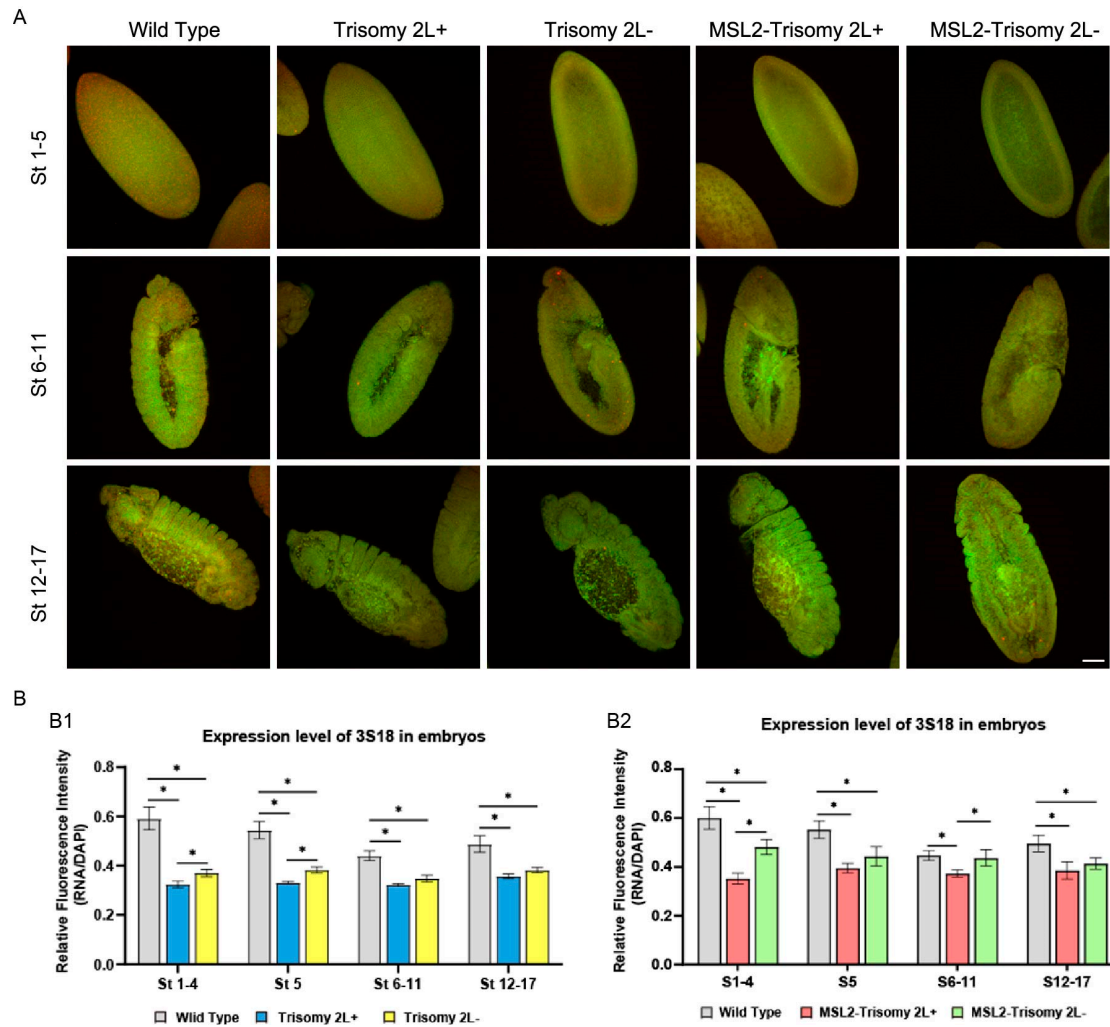 A
Wild Type Trisomy 2L+ Trisomy 2L- MSL2-Trisomy 2L+ MSL2-Trisomy 2L-
St 1-5
St 6-11
St 12-17
B
B1
Expression level of 3S18 in embryos
Relative Fluorescence Intensity
(RNA/DAPI)
0.8
0.6
0.4
0.2
0.0
* * * * * * * * * *
St 1-4 St 5 St 6-11 St 12-17
Wlid Type Trisomy 2L+ Trisomy 2L-
B2
Expression level of 3S18 in embryos
Relative Fluorescence Intensity
(RNA/DAPI)
0.8
0.6
0.4
0.2
0.0
* * * * * * * * *
S1-4 S5 S6-11 S12-17
Wild Type MSL2-Trisomy 2L+ MSL2-Trisomy 2L-